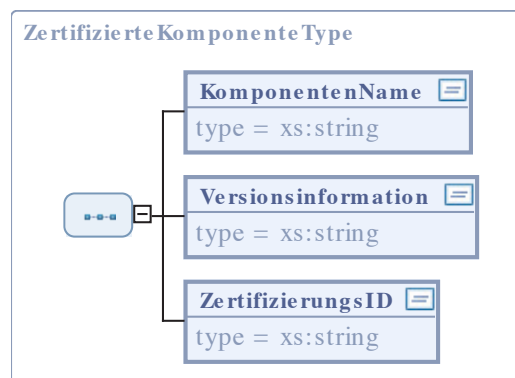 ZertifizierteKomponenteType
KomponentenName
type = xs:string
Versionsinformation
type = xs:string
ZertifizierungsID
type = xs:string